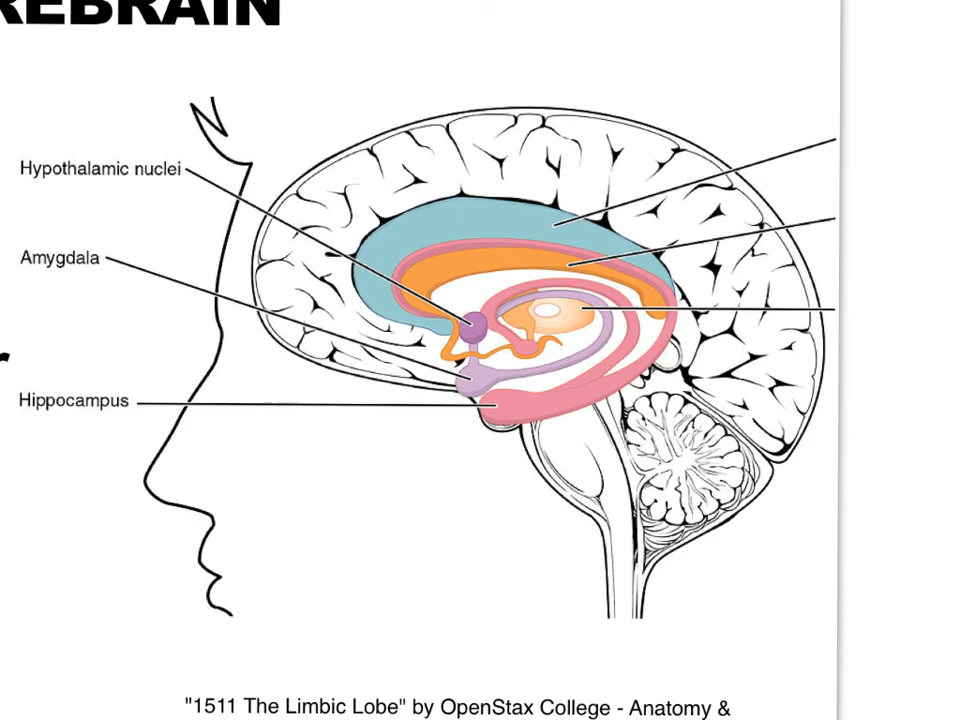 REBRAIN
Hypothalamic nuclei
Amygdala
r
Hippocampus
"1511 The Limbic Lobe" by OpenStax College - Anatomy &